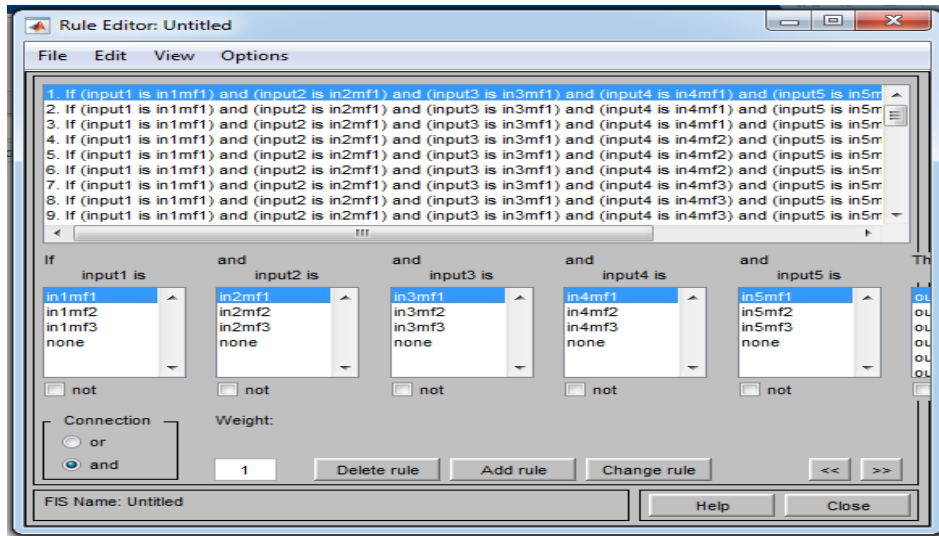 Rule Editor: Untitled
File Edit View Options
1. If (input1 is in1mf1) and (input2 is in2mf1) and (input3 is in3mf1) and (input4 is in4mf1) and (input5 is in5m
2. If (input1 is in1mf1) and (input2 is in2mf1) and (input3 is in3mf1) and (input4 is in4mf1) and (input5 is in5m
3. If (input1 is in1mf1) and (input2 is in2mf1) and (input3 is in3mf1) and (input4 is in4mf1) and (input5 is in5m
4. If (input1 is in1mf1) and (input2 is in2mf1) and (input3 is in3mf1) and (input4 is in4mf2) and (input5 is in5m
5. If (input1 is in1mf1) and (input2 is in2mf1) and (input3 is in3mf1) and (input4 is in4mf2) and (input5 is in5m
6. If (input1 is in1mf1) and (input2 is in2mf1) and (input3 is in3mf1) and (input4 is in4mf2) and (input5 is in5m
7. If (input1 is in1mf1) and (input2 is in2mf1) and (input3 is in3mf1) and (input4 is in4mf3) and (input5 is in5m
8. If (input1 is in1mf1) and (input2 is in2mf1) and (input3 is in3mf1) and (input4 is in4mf3) and (input5 is in5m
9. If (input1 is in1mf1) and (input2 is in2mf1) and (input3 is in3mf1) and (input4 is in4mf3) and (input5 is in5m
If and and and and Th
input1 is input2 is input3 is input4 is input5 is
in1mf1 in2mf1 in3mf1 in4mf1 in5mf1 ou
in1mf2 in2mf2 in3mf2 in4mf2 in5mf2 ou
in1mf3 in2mf3 in3mf3 in4mf3 in5mf3 ou
none none none none none ou
ou
ou
not not not not not
Connection Weight:
or
and 1 Delete rule Add rule Change rule << >>
FIS Name: Untitled Help Close